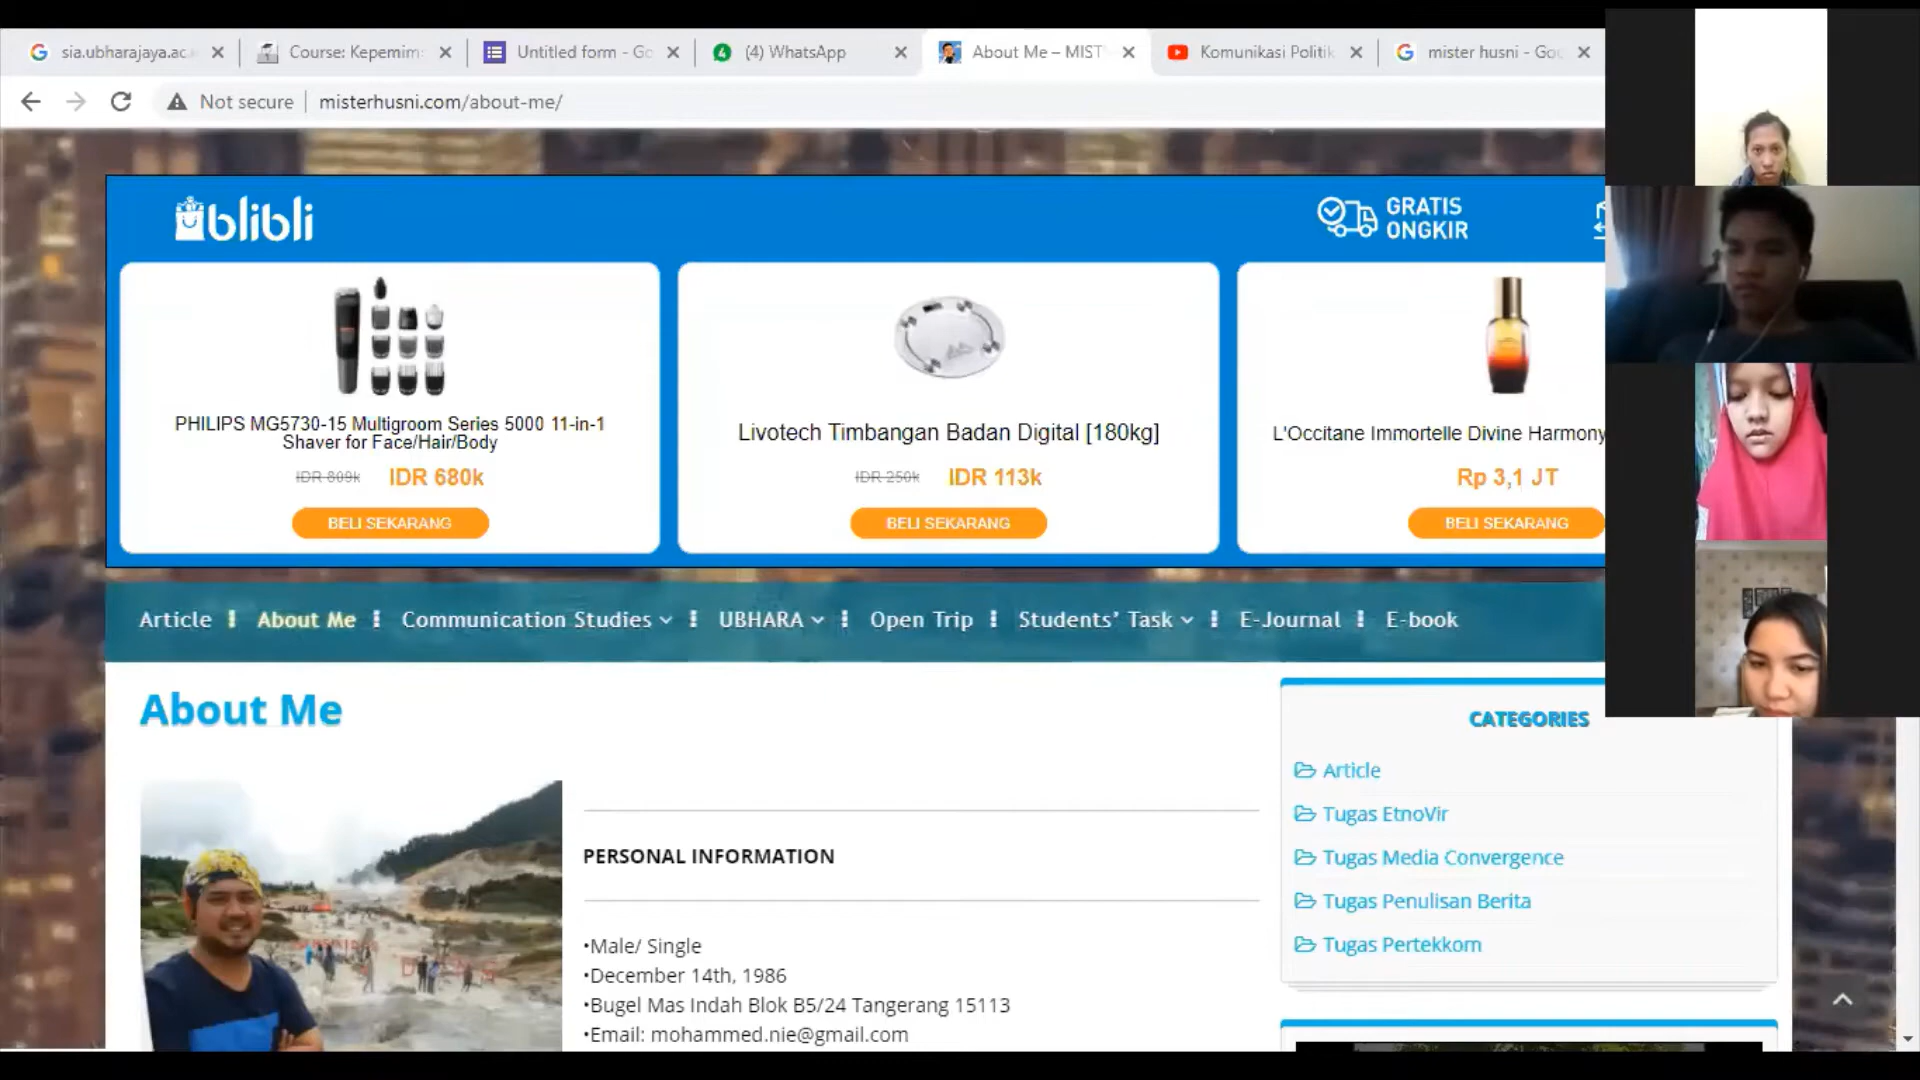 sia.ubharajaya.ac.
Course: Kepemim
Untitled form - Go
(4) WhatsApp
About Me – MIST
Komunikasi Politik
mister husni - Goo
Not secure
misterhusni.com/about-me/
blibli
GRATIS
ONGKIR
PHILIPS MG5730-15 Multigroom Series 5000 11-in-1
Shaver for Face/Hair/Body
IDR 809k IDR 680k
BELI SEKARANG
Livotech Timbangan Badan Digital [180kg]
IDR 250k IDR 113k
BELI SEKARANG
L'Occitane Immortelle Divine Harmony
Rp 3,1 JT
BELI SEKARANG
Article
About Me
Communication Studies
UBHARA
Open Trip
Students’ Task
E-Journal
E-book
About Me
PERSONAL INFORMATION
•Male/ Single
•December 14th, 1986
•Bugel Mas Indah Blok B5/24 Tangerang 15113
•Email: mohammed.nie@gmail.com
CATEGORIES
Article
Tugas EtnoVir
Tugas Media Convergence
Tugas Penulisan Berita
Tugas Pertekkom